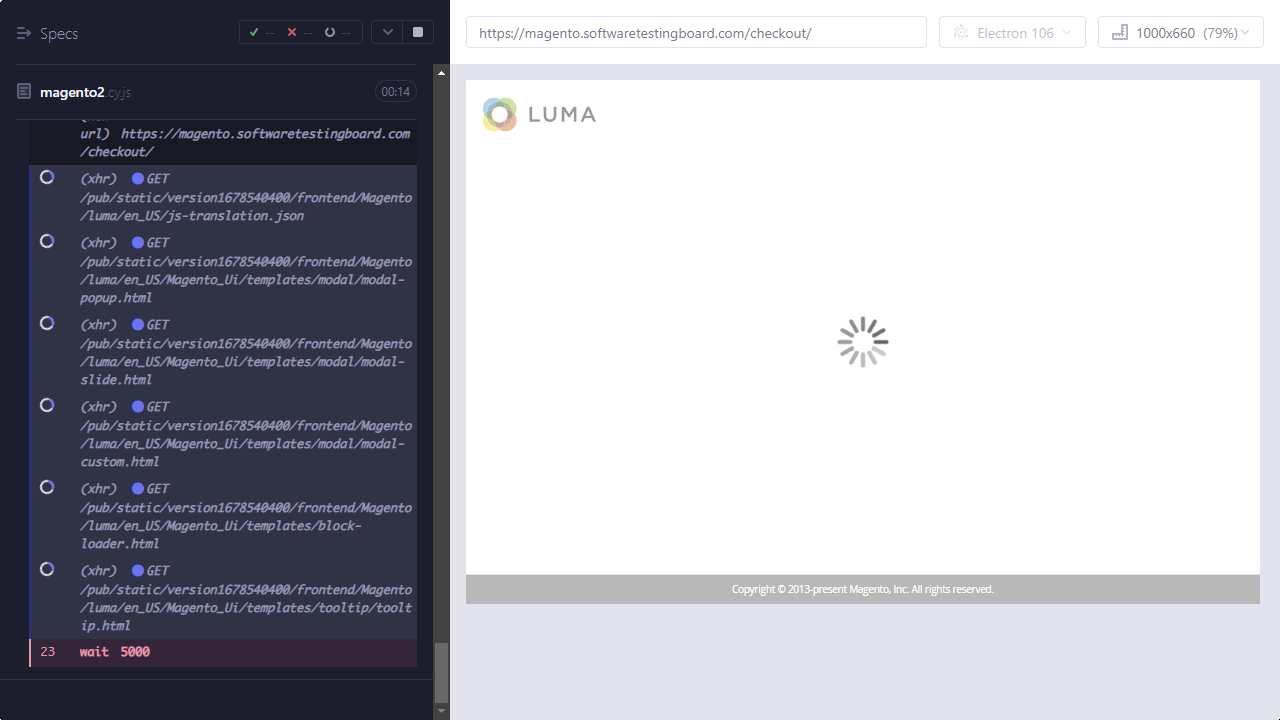 Specs
--
--
--
magento2.cy.js
00:14
url) https://magento.softwaretestingboard.com
/checkout/
(xhr) GET
/pub/static/version1678540400/frontend/Magento
/luma/en_US/js-translation.json
(xhr) GET
/pub/static/version1678540400/frontend/Magento
/luma/en_US/Magento_Ui/templates/modal/modal-
popup.html
(xhr) GET
/pub/static/version1678540400/frontend/Magento
/luma/en_US/Magento_Ui/templates/modal/modal-
slide.html
(xhr) GET
/pub/static/version1678540400/frontend/Magento
/luma/en_US/Magento_Ui/templates/modal/modal-
custom.html
(xhr) GET
/pub/static/version1678540400/frontend/Magento
/luma/en_US/Magento_Ui/templates/block-
loader.html
(xhr) GET
/pub/static/version1678540400/frontend/Magento
/luma/en_US/Magento_Ui/templates/tooltip/toolt
ip.html
23 wait 5000
https://magento.softwaretestingboard.com/checkout/
Electron 106
1000x660 (79%)
LUMA
Copyright © 2013-present Magento, Inc. All rights reserved.